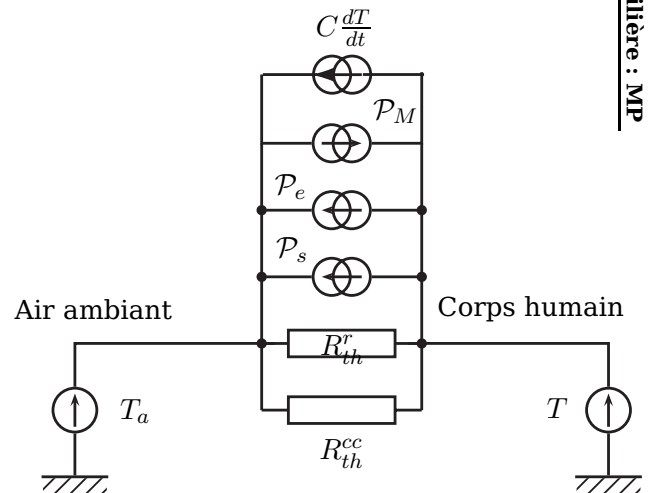 C dT/dt
ilière : MP
P_M
P_e
P_s
Air ambiant
Corps humain
R_th^r
T_a
T
R_th^cc